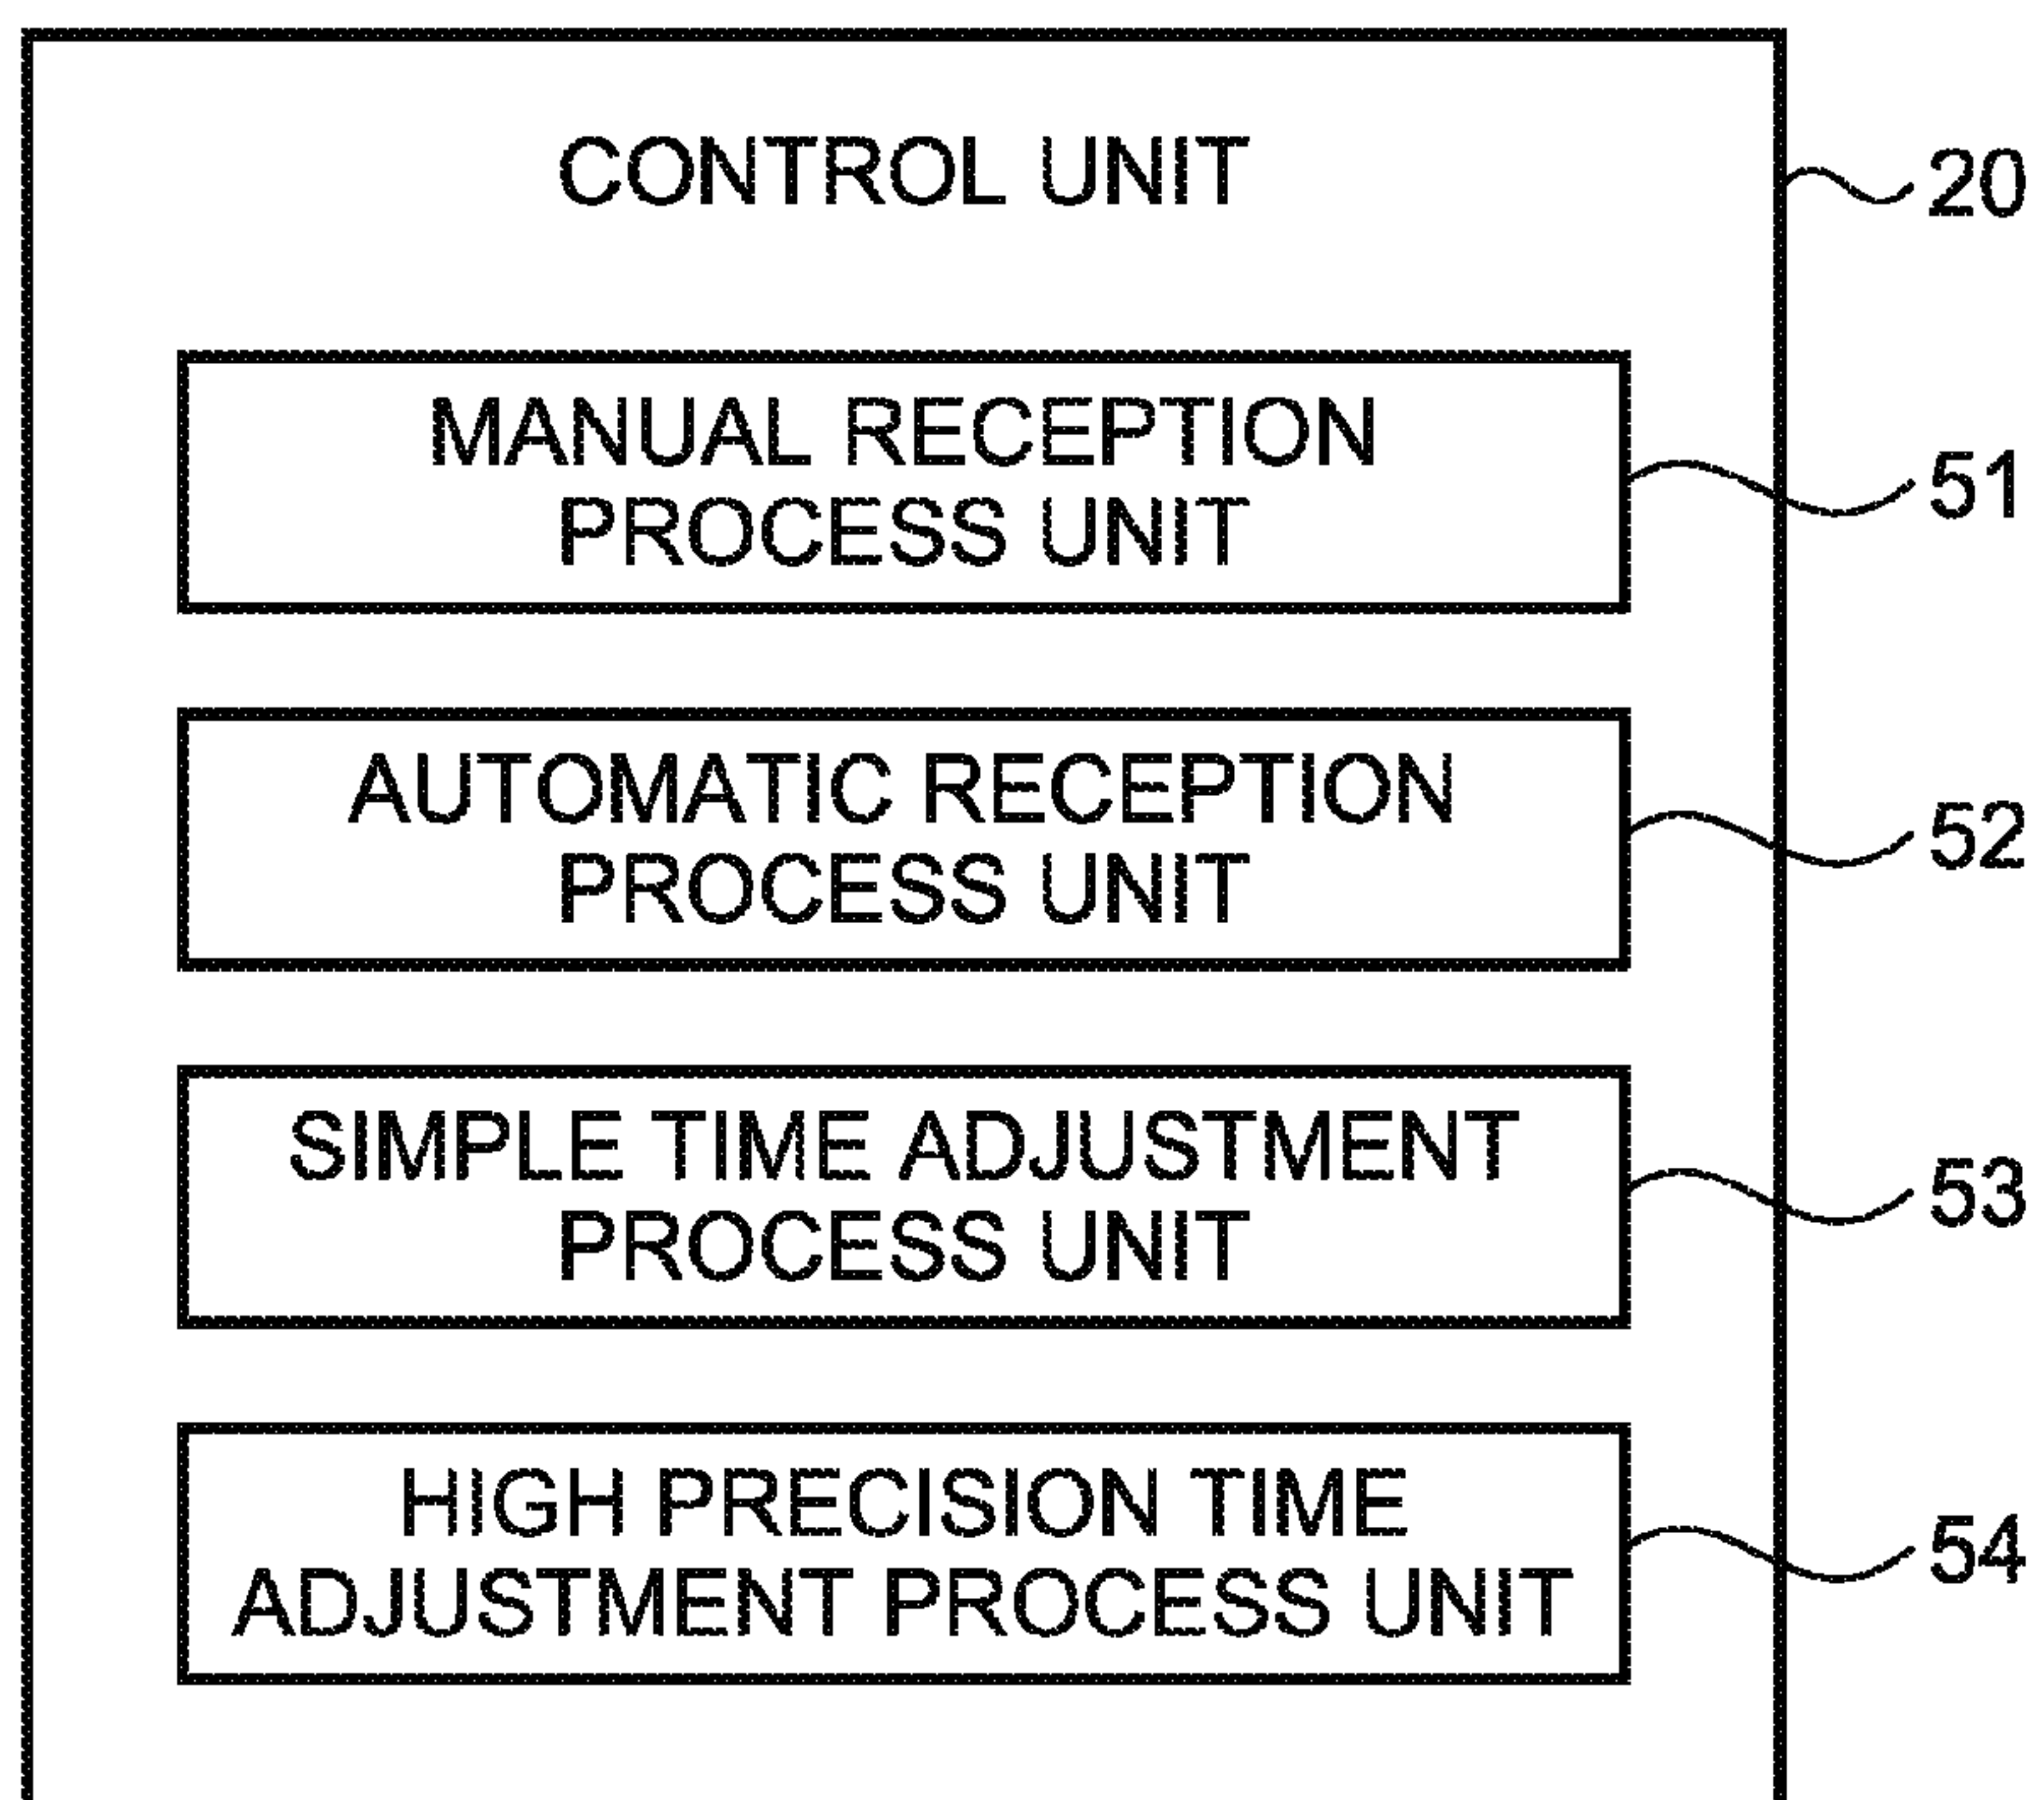 CONTROL UNIT
20
MANUAL RECEPTION
PROCESS UNIT
51
AUTOMATIC RECEPTION
PROCESS UNIT
52
SIMPLE TIME ADJUSTMENT
PROCESS UNIT
53
HIGH PRECISION TIME
ADJUSTMENT PROCESS UNIT
54